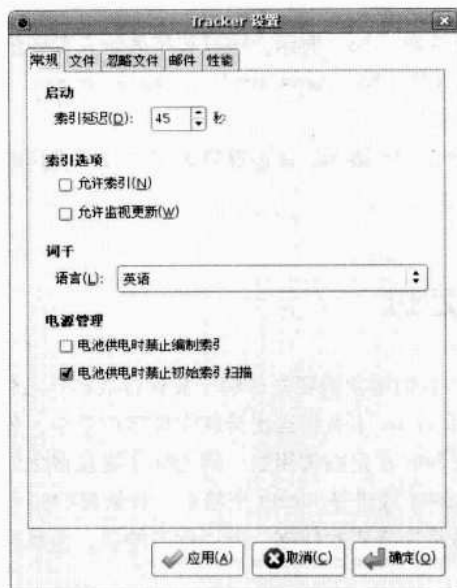 Tracker 设置
常规 文件 忽略文件 邮件 性能
启动
索引延迟(D): 45 秒
索引选项
允许索引(N)
允许监视更新(W)
词干
语言(L): 英语
电源管理
电池供电时禁止编制索引
电池供电时禁止初始索引扫描
应用(A) 取消(C) 确定(O)